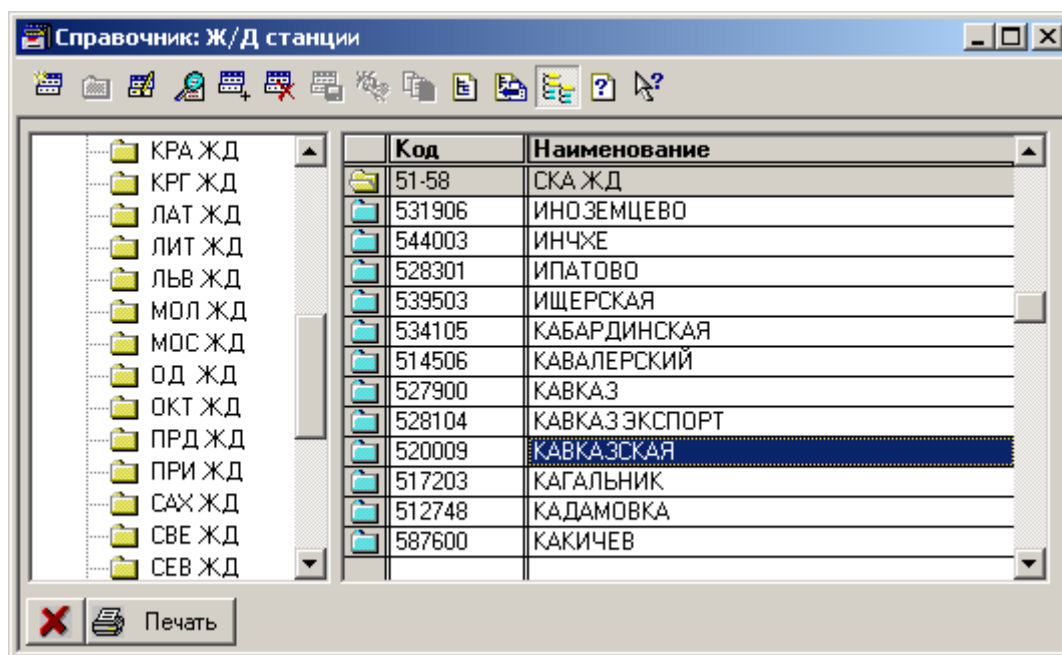 Справочник: Ж/Д станции
КРА ЖД
КРГ ЖД
ЛАТ ЖД
ЛИТ ЖД
ЛЬВ ЖД
МОЛ ЖД
МОС ЖД
ОД ЖД
ОКТ ЖД
ПРД ЖД
ПРИ ЖД
САХ ЖД
СВЕ ЖД
СЕВ ЖД
Код Наименование
51-58 СКА ЖД
531906 ИНОЗЕМЦЕВО
544003 ИНЧХЕ
528301 ИПАТОВО
539503 ИЩЕРСКАЯ
534105 КАБАРДИНСКАЯ
514506 КАВАЛЕРСКИЙ
527900 КАВКАЗ
528104 КАВКАЗ ЭКСПОРТ
520009 КАВКАЗСКАЯ
517203 КАГАЛЬНИК
512748 КАДАМОВКА
587600 КАКИЧЕВ
Печать